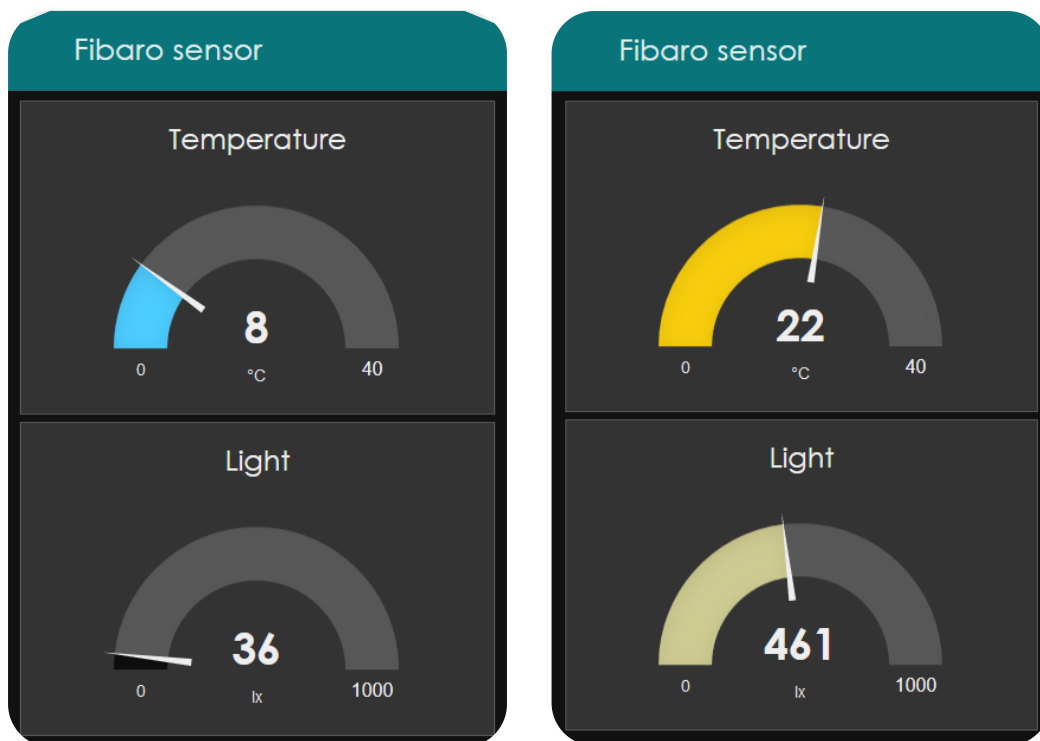 Fibaro sensor
Temperature
8
0
°C
40
Light
36
0
lx
1000
Fibaro sensor
Temperature
22
0
°C
40
Light
461
0
lx
1000